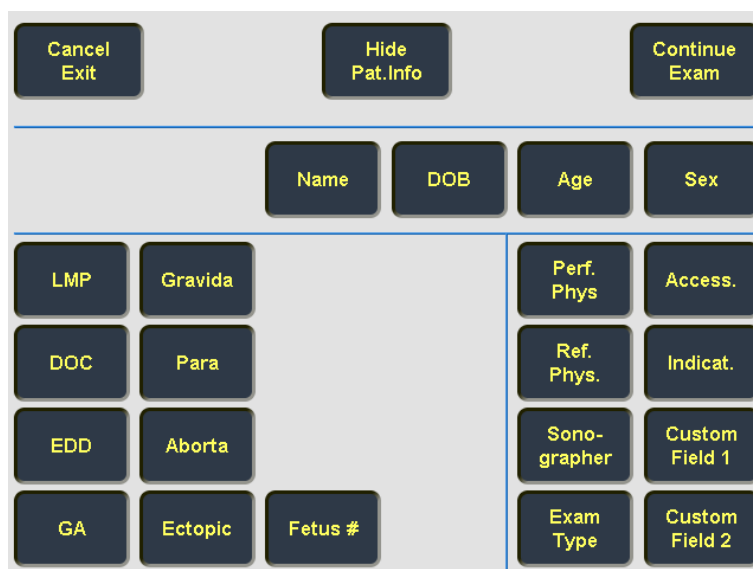 Cancel
Exit
Hide
Pat.Info
Continue
Exam
Name
DOB
Age
Sex
LMP
Gravida
Perf.
Phys
Access.
DOC
Para
Ref.
Phys.
Indicat.
EDD
Aborta
Sono-
grapher
Custom
Field 1
GA
Ectopic
Fetus #
Exam
Type
Custom
Field 2